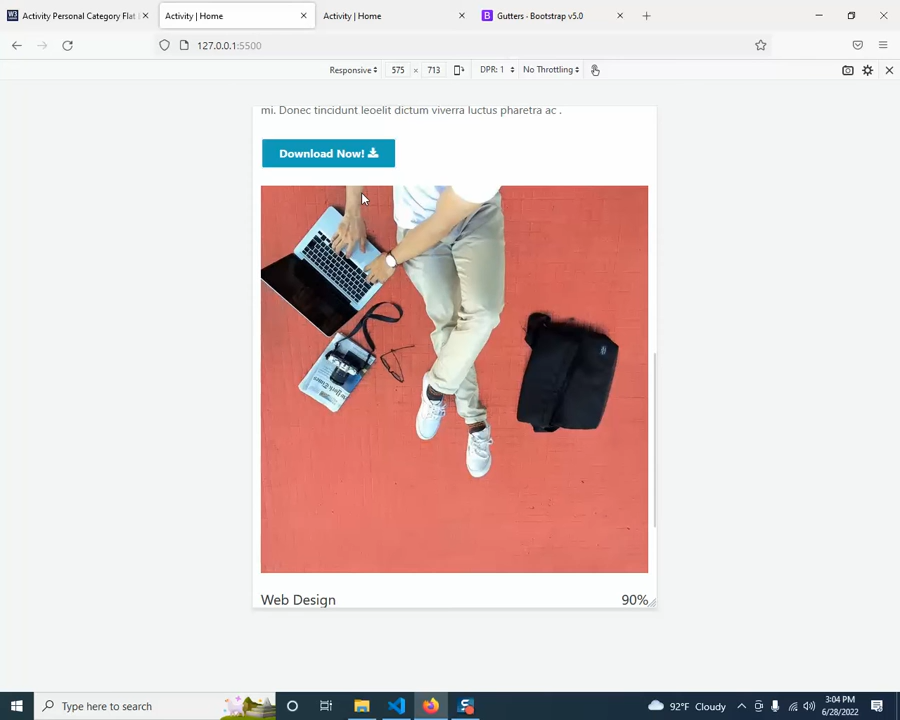 Activity Personal Category Flat
Activity | Home
Activity | Home
Gutters - Bootstrap v5.0
127.0.0.1:5500
Responsive
575 × 713
DPR: 1
No Throttling
mi. Donec tincidunt leoelit dictum viverra luctus pharetra ac .
Download Now!
Web Design 90%
Type here to search
92°F Cloudy
3:04 PM
6/28/2022